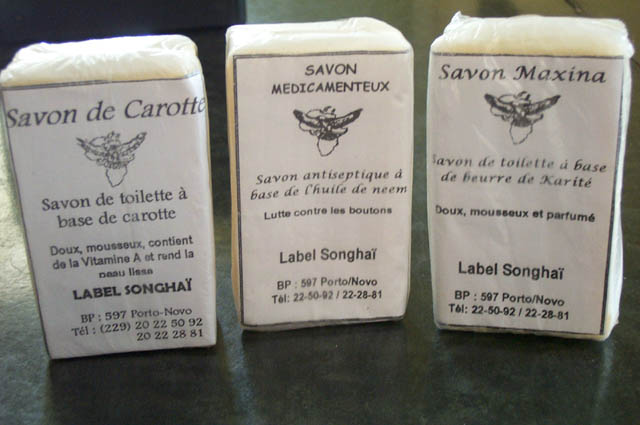 Savon de Carotte
Savon de toilette à
base de carotte
Doux, mousseux, contient
de la Vitamine A et rend la
peau lisse
LABEL SONGHAÏ
BP : 597 Porto-Novo
Tél : (229) 20 22 50 92
20 22 28 81
SAVON
MEDICAMENTEUX
Savon antiseptique à
base de l'huile de neem
Lutte contre les boutons
Label Songhaï
BP : 597 Porto/Novo
Tél: 22-50-92 / 22-28-81
Savon Maxina
Savon de toilette à base
de beurre de Karité
Doux, mousseux et parfumé
Label Songhaï
BP : 597 Porto/Novo
Tél: 22-50-92 / 22-28-81